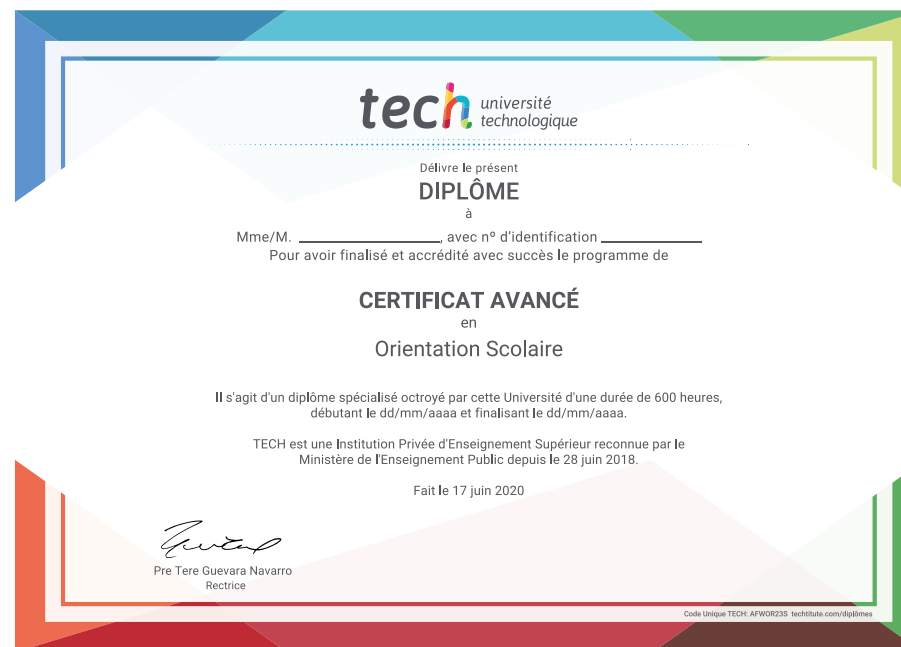 tech université
technologique
Délivre le présent
DIPLÔME
à
Mme/M. ____________________, avec nº d'identification ______________
Pour avoir finalisé et accrédité avec succès le programme de
CERTIFICAT AVANCÉ
en
Orientation Scolaire
Il s'agit d'un diplôme spécialisé octroyé par cette Université d'une durée de 600 heures,
débutant le dd/mm/aaaa et finalisant le dd/mm/aaaa.
TECH est une Institution Privée d'Enseignement Supérieur reconnue par le
Ministère de l'Enseignement Public depuis le 28 juin 2018.
Fait le 17 juin 2020
Pre Tere Guevara Navarro
Rectrice
Code Unique TECH: AFWOR23S techtitute.com/diplômes